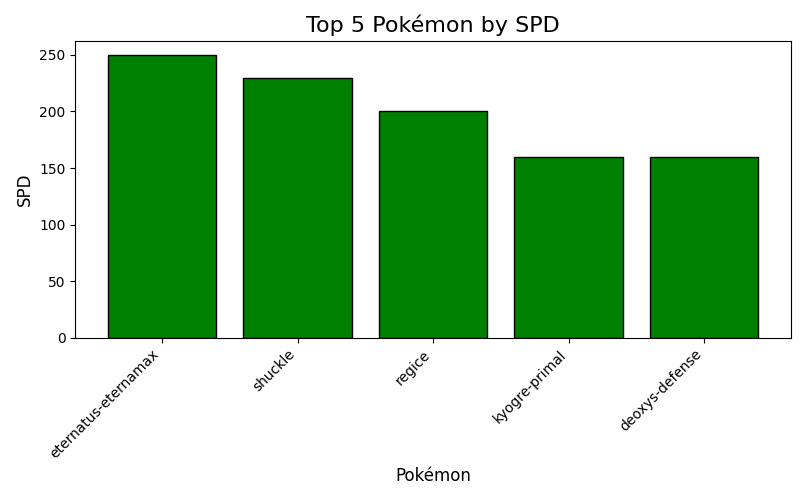 Top 5 Pokémon by SPD
SPD
250
200
150
100
50
0
eternatus-eternamax
shuckle
regice
kyogre-primal
deoxys-defense
Pokémon